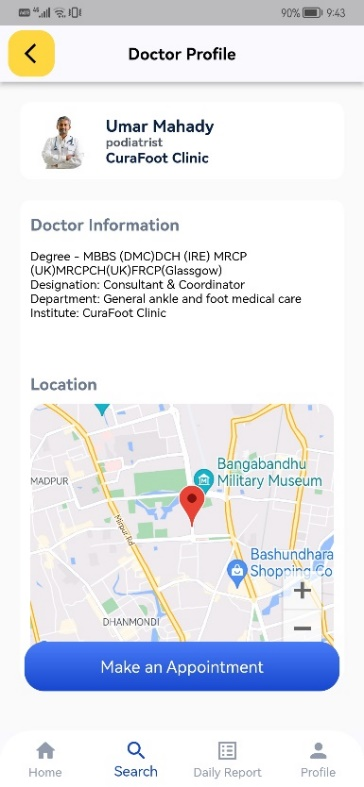 90% 9:43
Doctor Profile
Umar Mahady
podiatrist
CuraFoot Clinic
Doctor Information
Degree - MBBS (DMC)DCH (IRE) MRCP
(UK)MRCPCH(UK)FRCP(Glassgow)
Designation: Consultant & Coordinator
Department: General ankle and foot medical care
Institute: CuraFoot Clinic
Location
Bangabandhu
Military Museum
MADPUR
Mirpur Rd
Bashundhara
Shopping Co
+
DHANMONDI
−
Make an Appointment
Home
Search
Daily Report
Profile